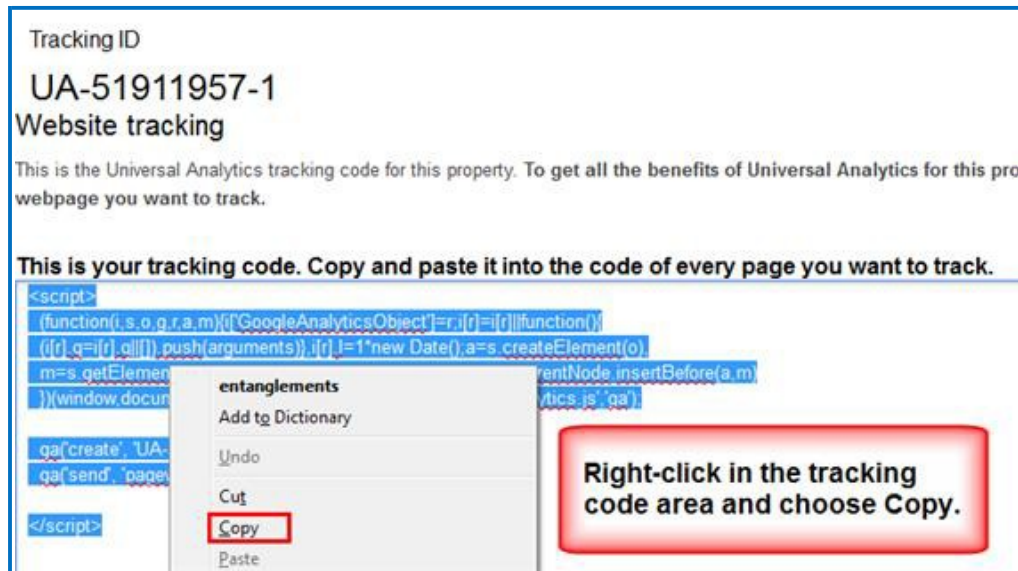 Tracking ID
UA-51911957-1
Website tracking
This is the Universal Analytics tracking code for this property. To get all the benefits of Universal Analytics for this pro
webpage you want to track.
This is your tracking code. Copy and paste it into the code of every page you want to track.
<script>
(function(i,s,o,g,r,a,m){i['GoogleAnalyticsObject']=r;i[r]=i[r]||function(){
(i[r].q=i[r].q||[]).push(arguments)},i[r].l=1*new Date();a=s.createElement(o),
m=s.getElemen rentNode.insertBefore(a,m)
})(window,docum ytics.js','ga');
ga('create', 'UA-
ga('send', 'pagev
</script>
entanglements
Add to Dictionary
Undo
Cut
Copy
Paste
Right-click in the tracking
code area and choose Copy.